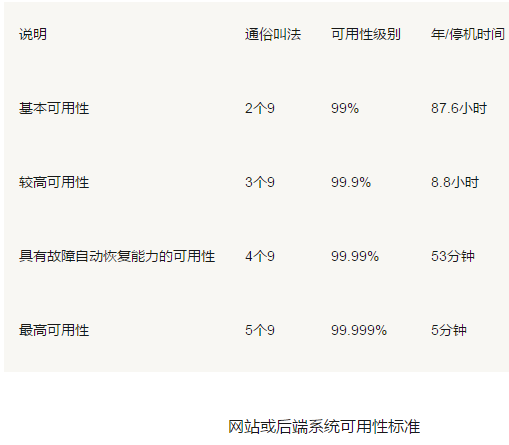 说明 通俗叫法 可用性级别 年/停机时间
基本可用性 2个9 99% 87.6小时
较高可用性 3个9 99.9% 8.8小时
具有故障自动恢复能力的可用性 4个9 99.99% 53分钟
最高可用性 5个9 99.999% 5分钟
网站或后端系统可用性标准